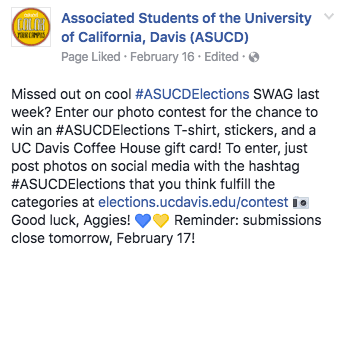 Associated Students of the University
of California, Davis (ASUCD)
Page Liked · February 16 · Edited ·
Missed out on cool #ASUCDElections SWAG last
week? Enter our photo contest for the chance to
win an #ASUCDElections T-shirt, stickers, and a
UC Davis Coffee House gift card! To enter, just
post photos on social media with the hashtag
#ASUCDElections that you think fulfill the
categories at elections.ucdavis.edu/contest 📷
Good luck, Aggies! 💙💛 Reminder: submissions
close tomorrow, February 17!